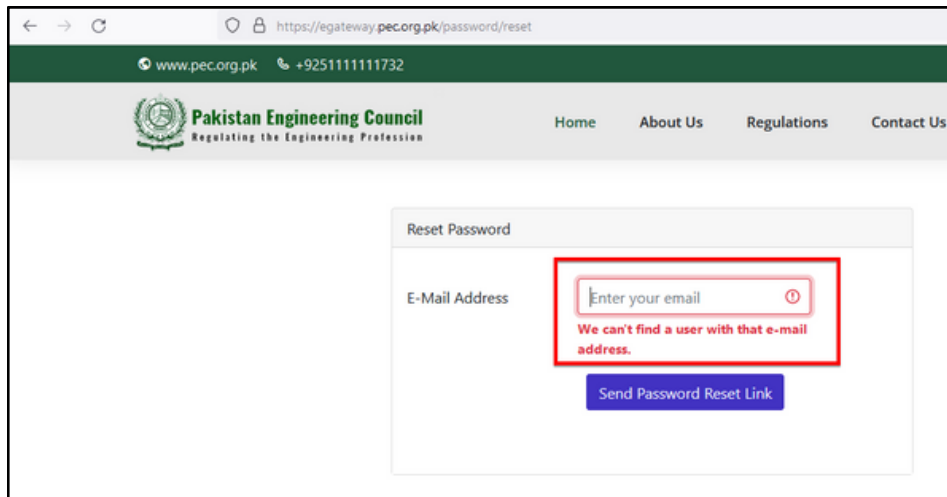 https://egateway.pec.org.pk/password/reset
www.pec.org.pk +9251111111732
Pakistan Engineering Council
Regulating the Engineering Profession
Home About Us Regulations Contact Us
Reset Password
E-Mail Address
Enter your email
We can't find a user with that e-mail
address.
Send Password Reset Link